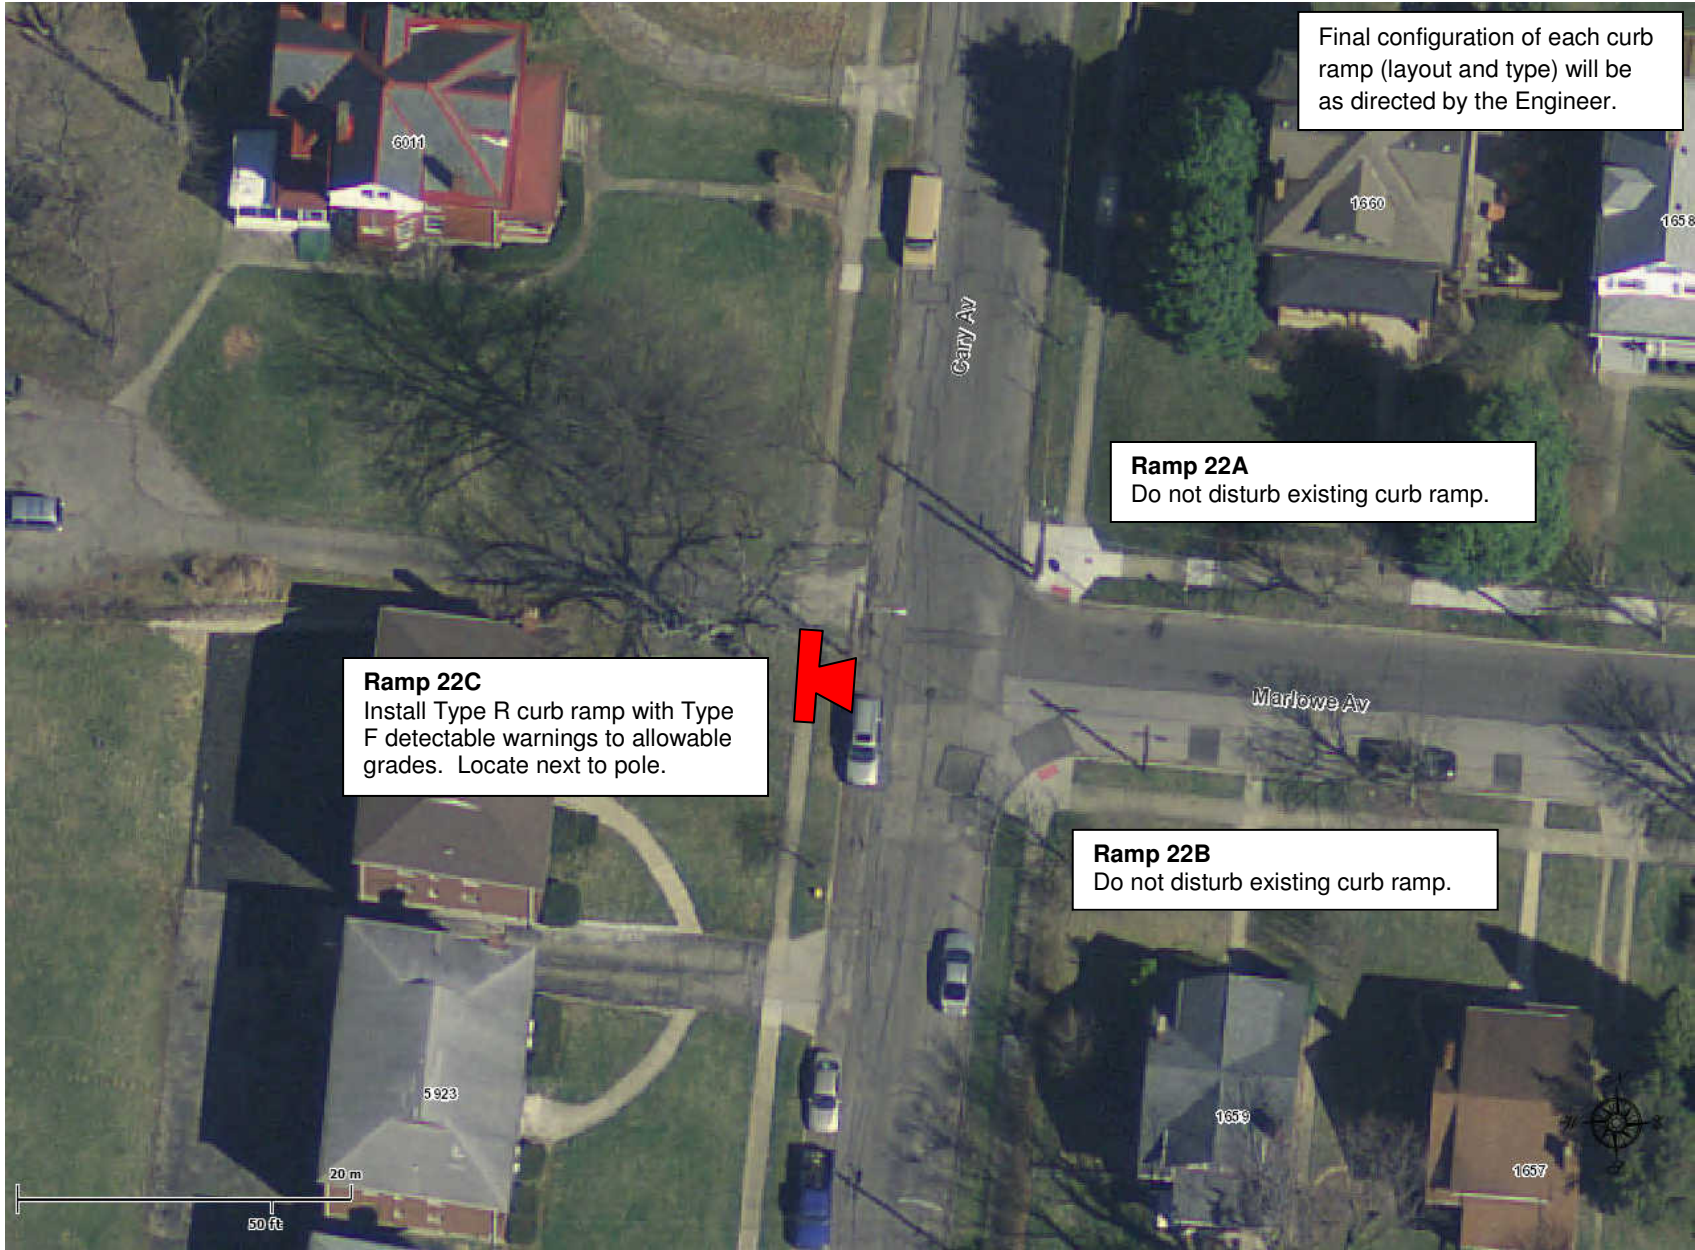 Final configuration of each curb
ramp (layout and type) will be
as directed by the Engineer.
6011
1660
1658
Cary Av
Ramp 22A
Do not disturb existing curb ramp.
Ramp 22C
Install Type R curb ramp with Type
F detectable warnings to allowable
grades.  Locate next to pole.
Marlowe Av
Ramp 22B
Do not disturb existing curb ramp.
5923
1659
1657
20 m
50 ft